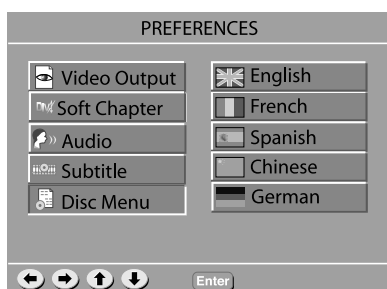 PREFERENCES
Video Output
Soft Chapter
Audio
Subtitle
Disc Menu
English
French
Spanish
Chinese
German
Enter